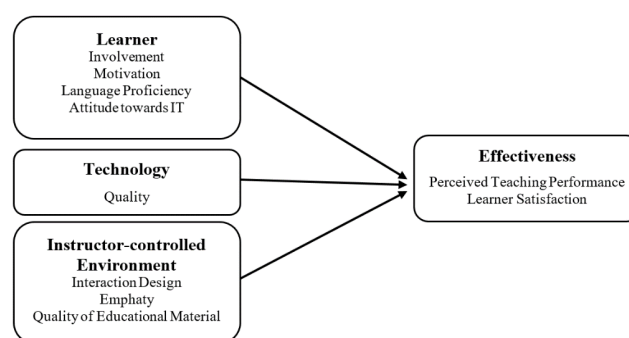 Learner
Involvement
Motivation
Language Proficiency
Attitude towards IT
Technology
Quality
Instructor-controlled
Environment
Interaction Design
Emphaty
Quality of Educational Material
Effectiveness
Perceived Teaching Performance
Learner Satisfaction